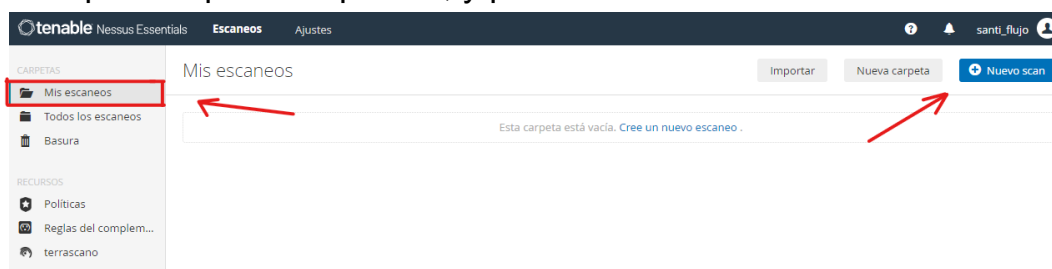 tenable Nessus Essentials Escaneos Ajustes santi_flujo
CARPETAS
Mis escaneos
Todos los escaneos
Basura
RECURSOS
Políticas
Reglas del complem...
terrascano
Mis escaneos
Importar Nueva carpeta Nuevo scan
Esta carpeta está vacía. Cree un nuevo escaneo .